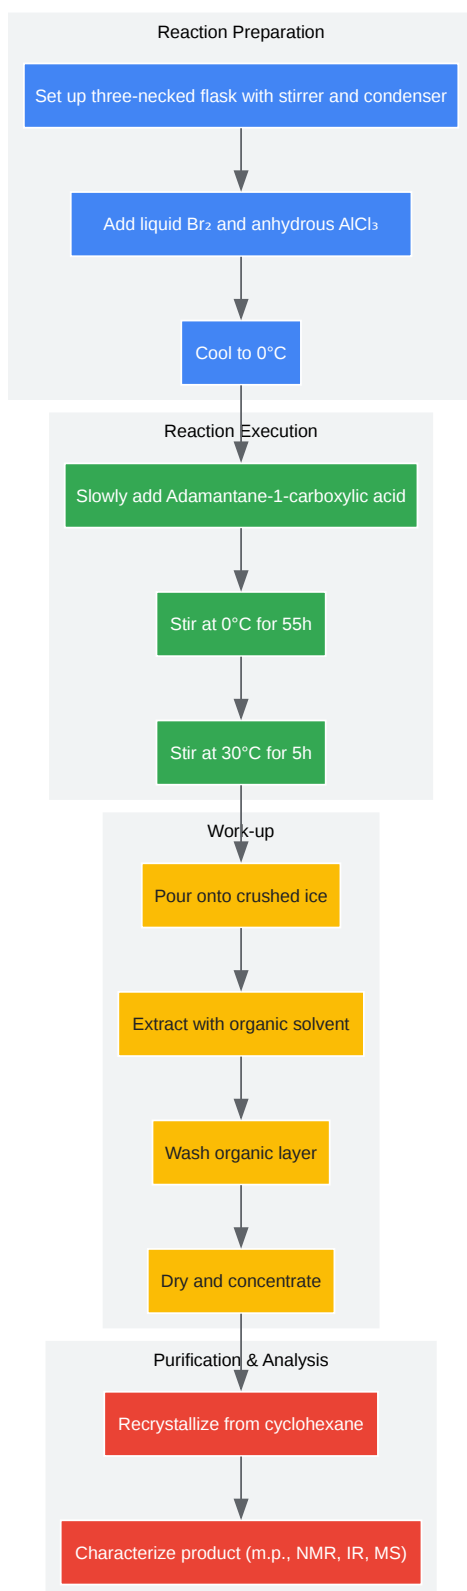 Reaction Preparation
Set up three-necked flask with stirrer and condenser
Add liquid Br₂ and anhydrous AlCl₃
Cool to 0°C
Reaction Execution
Slowly add Adamantane-1-carboxylic acid
Stir at 0°C for 55h
Stir at 30°C for 5h
Work-up
Pour onto crushed ice
Extract with organic solvent
Wash organic layer
Dry and concentrate
Purification & Analysis
Recrystallize from cyclohexane
Characterize product (m.p., NMR, IR, MS)